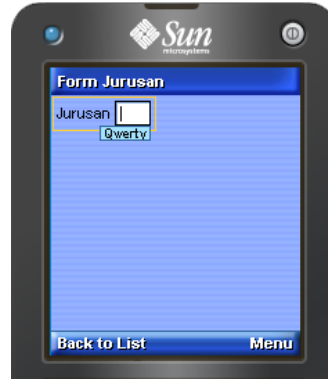 Sun
microsystems
Form Jurusan
Jurusan
Qwerty
Back to List Menu